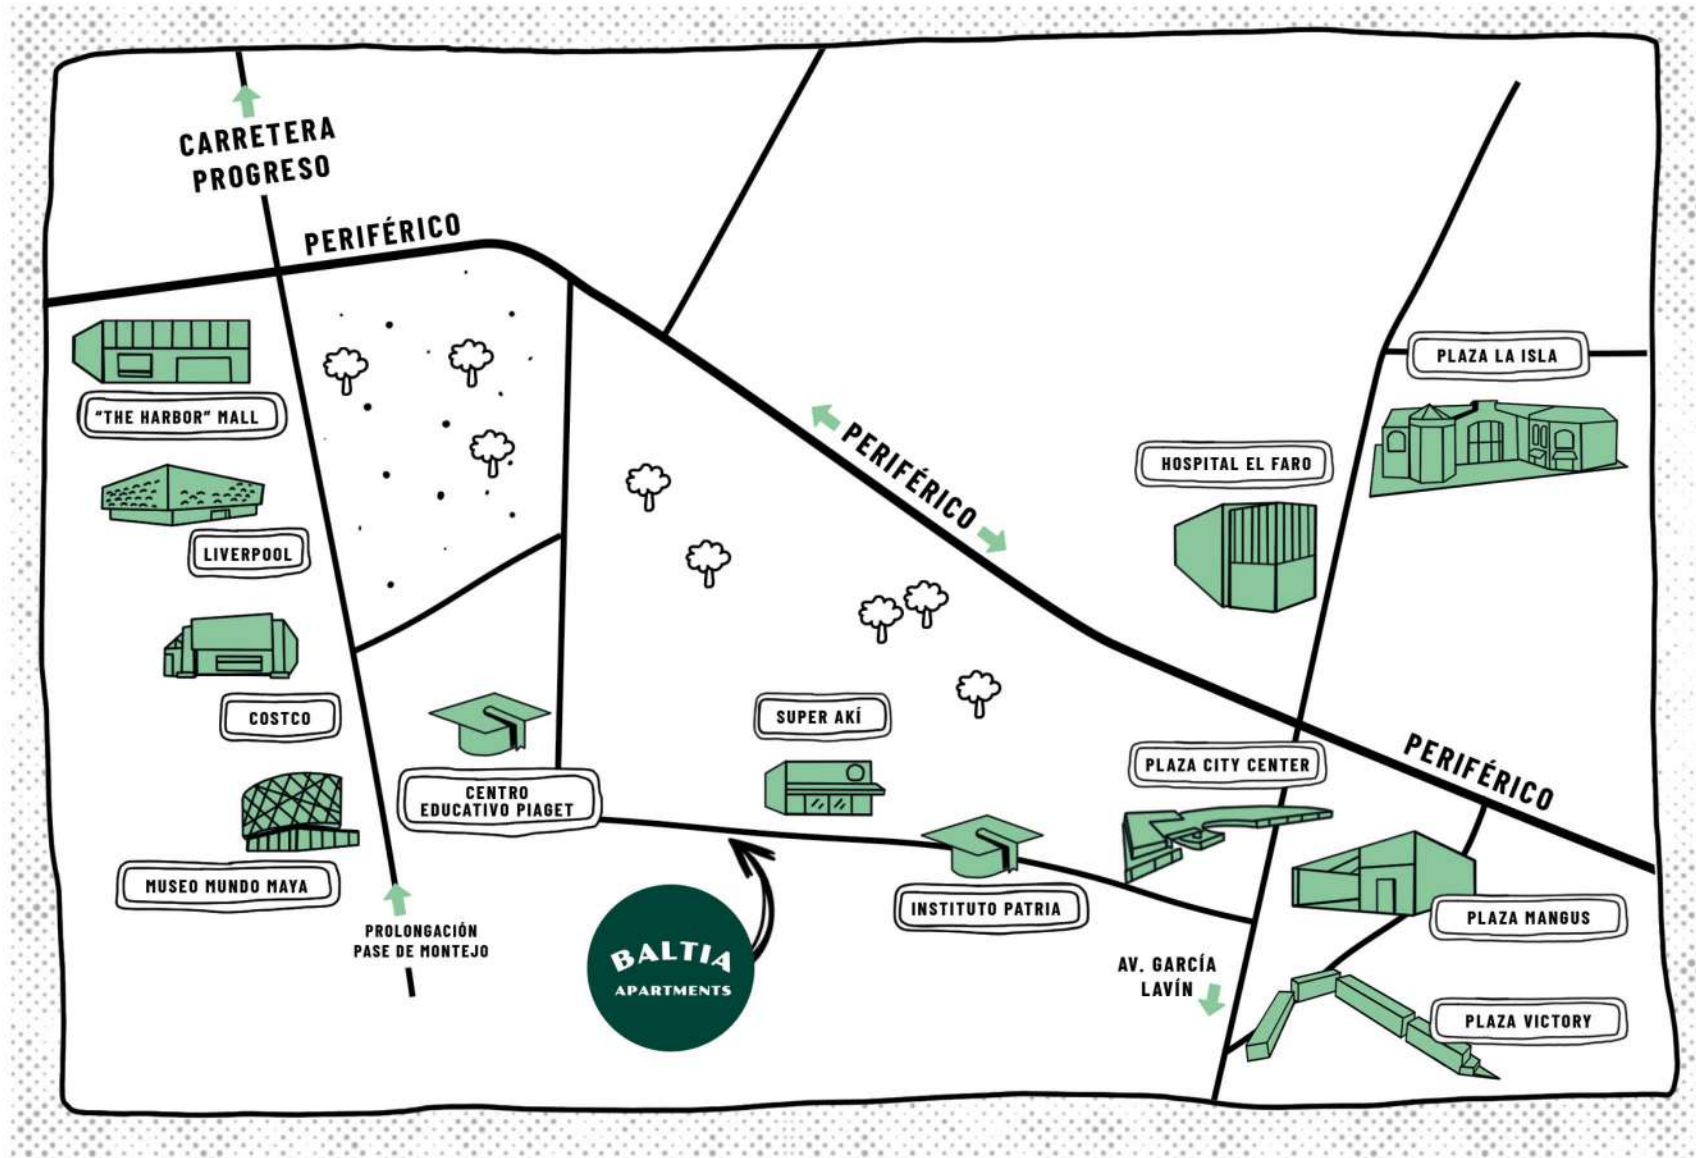 CARRETERA
PROGRESO
PERIFÉRICO
"THE HARBOR" MALL
LIVERPOOL
COSTCO
MUSEO MUNDO MAYA
PROLONGACIÓN
PASE DE MONTEJO
CENTRO
EDUCATIVO PIAGET
BALTIA
APARTMENTS
SUPER AKÍ
INSTITUTO PATRIA
PERIFÉRICO
HOSPITAL EL FARO
PLAZA LA ISLA
PLAZA CITY CENTER
PERIFÉRICO
PLAZA MANGUS
AV. GARCÍA
LAVÍN
PLAZA VICTORY